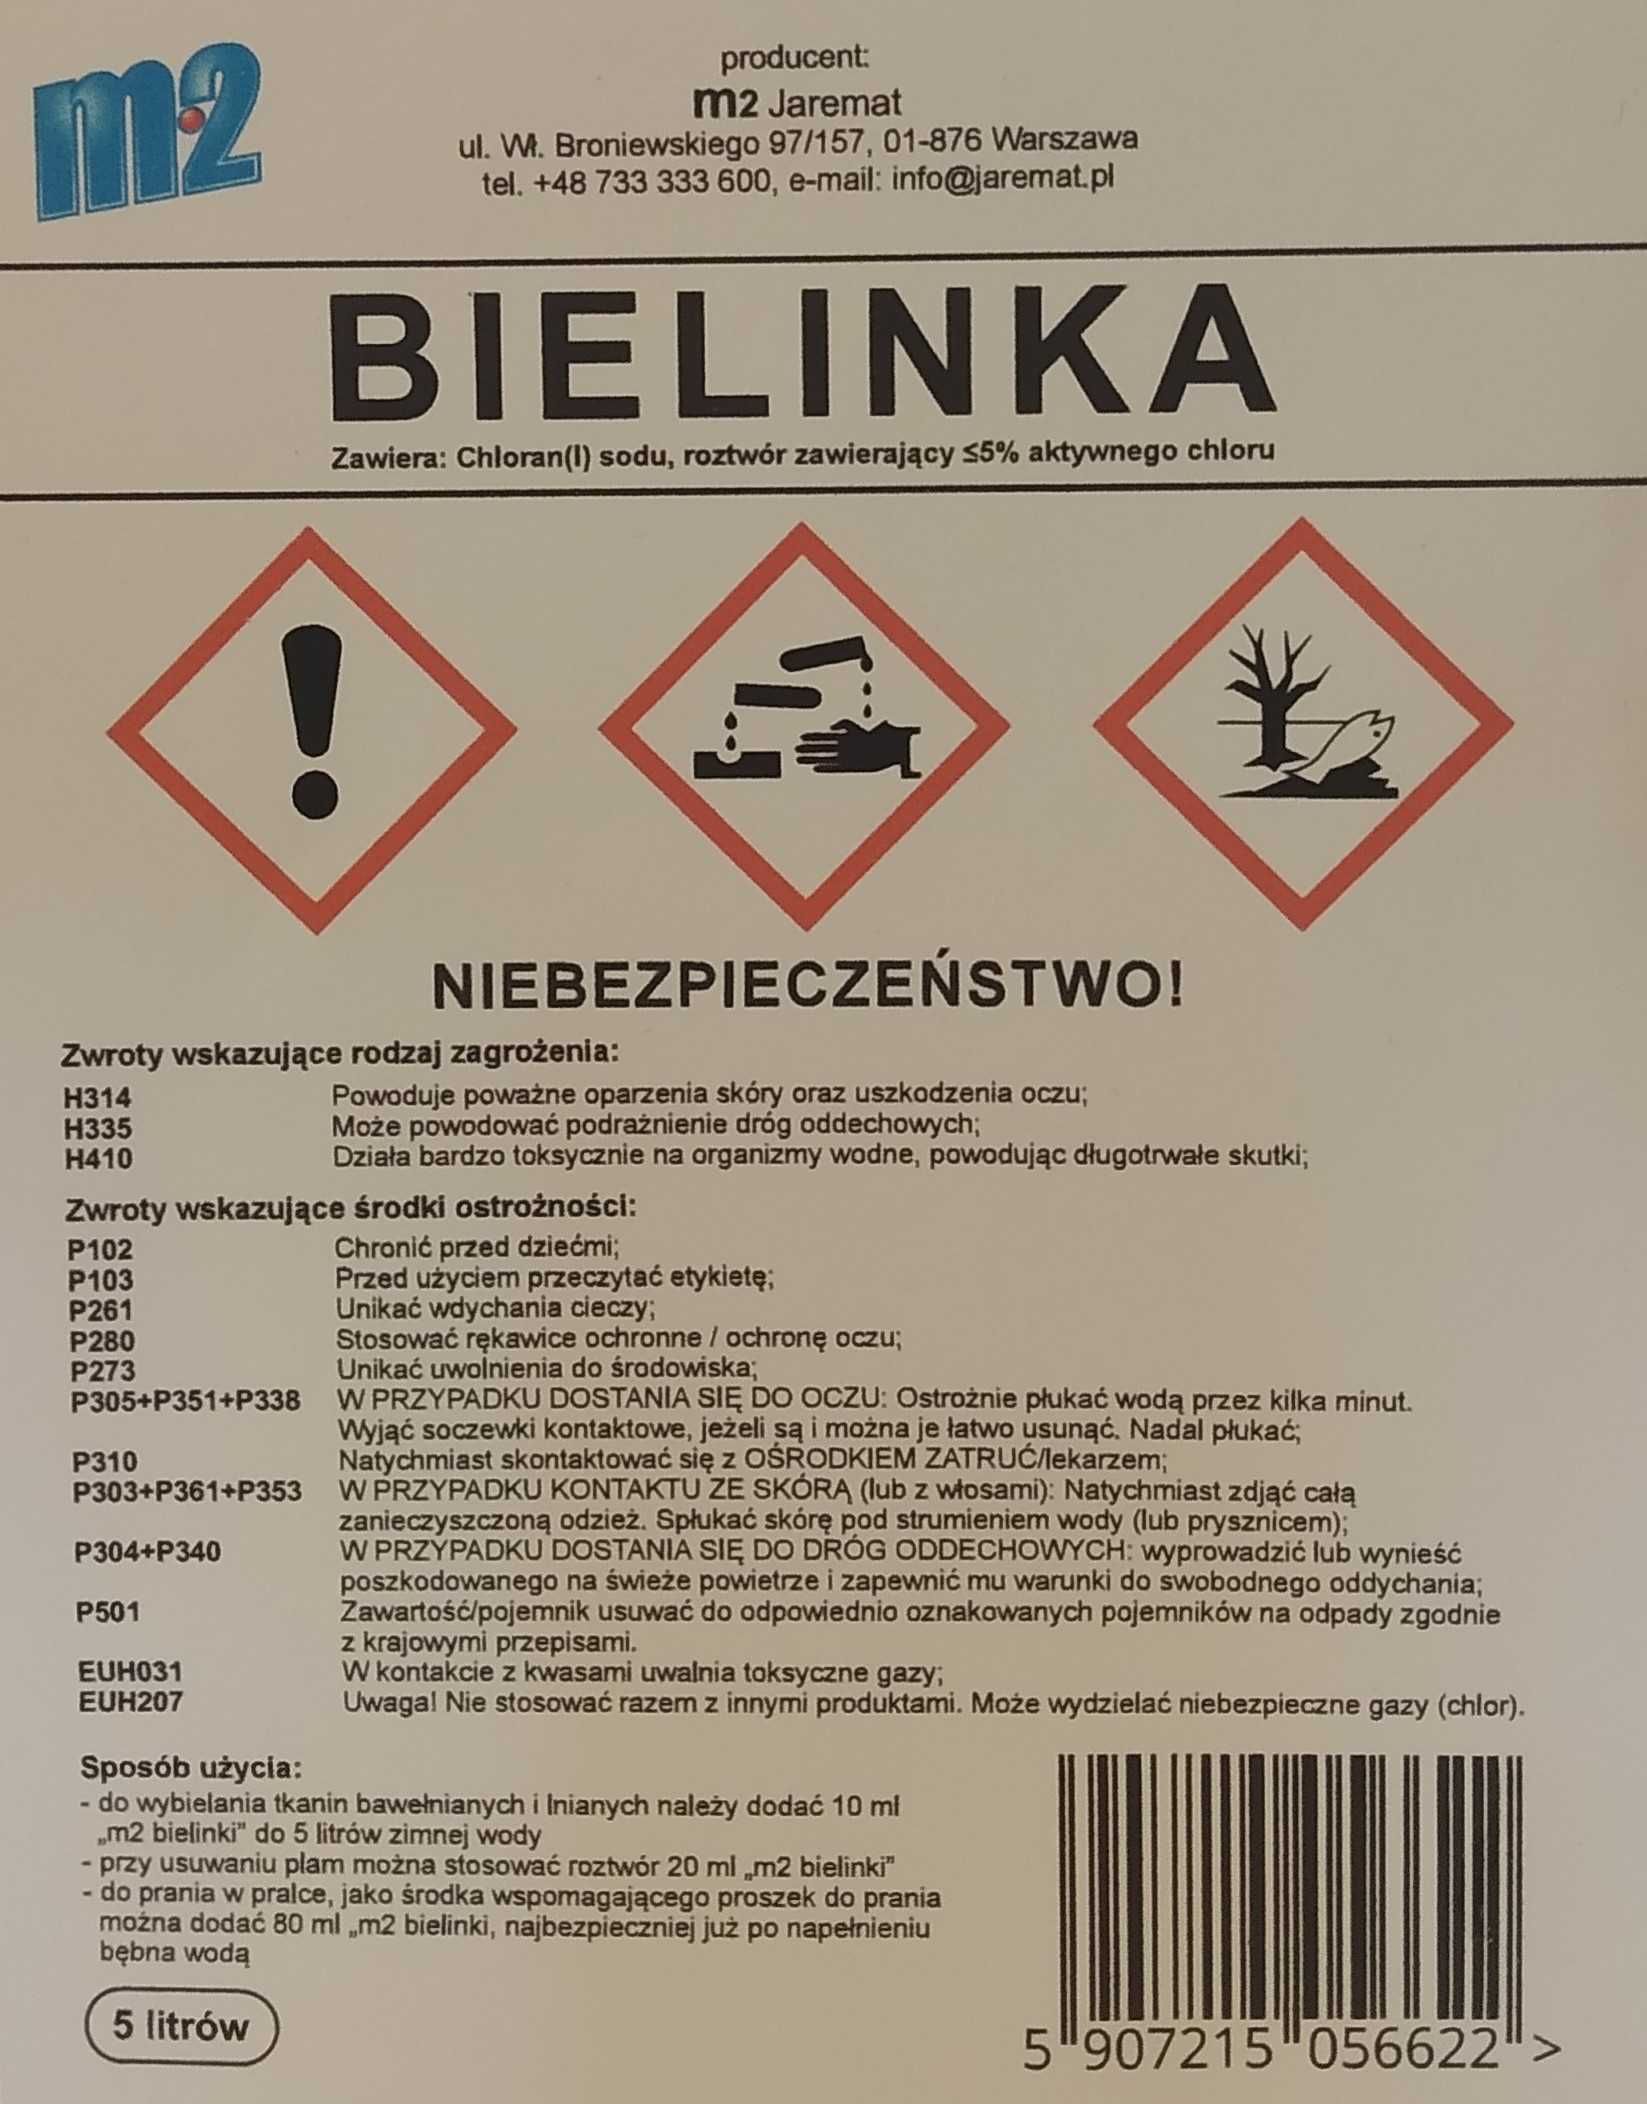 m2
producent:
m2 Jaremat
ul. Wł. Broniewskiego 97/157, 01-876 Warszawa
tel. +48 733 333 600, e-mail: info@jaremat.pl
BIELINKA
Zawiera: Chloran(I) sodu, roztwór zawierający ≤5% aktywnego chloru
NIEBEZPIECZEŃSTWO!
Zwroty wskazujące rodzaj zagrożenia:
H314 Powoduje poważne oparzenia skóry oraz uszkodzenia oczu;
H335 Może powodować podrażnienie dróg oddechowych;
H410 Działa bardzo toksycznie na organizmy wodne, powodując długotrwałe skutki;
Zwroty wskazujące środki ostrożności:
P102 Chronić przed dziećmi;
P103 Przed użyciem przeczytać etykietę;
P261 Unikać wdychania cieczy;
P280 Stosować rękawice ochronne / ochronę oczu;
P273 Unikać uwolnienia do środowiska;
P305+P351+P338 W PRZYPADKU DOSTANIA SIĘ DO OCZU: Ostrożnie płukać wodą przez kilka minut.
Wyjąć soczewki kontaktowe, jeżeli są i można je łatwo usunąć. Nadal płukać;
P310 Natychmiast skontaktować się z OŚRODKIEM ZATRUĆ/lekarzem;
P303+P361+P353 W PRZYPADKU KONTAKTU ZE SKÓRĄ (lub z włosami): Natychmiast zdjąć całą
zanieczyszczoną odzież. Spłukać skórę pod strumieniem wody (lub prysznicem);
P304+P340 W PRZYPADKU DOSTANIA SIĘ DO DRÓG ODDECHOWYCH: wyprowadzić lub wynieść
poszkodowanego na świeże powietrze i zapewnić mu warunki do swobodnego oddychania;
P501 Zawartość/pojemnik usuwać do odpowiednio oznakowanych pojemników na odpady zgodnie
z krajowymi przepisami.
EUH031 W kontakcie z kwasami uwalnia toksyczne gazy;
EUH207 Uwaga! Nie stosować razem z innymi produktami. Może wydzielać niebezpieczne gazy (chlor).
Sposób użycia:
- do wybielania tkanin bawełnianych i lnianych należy dodać 10 ml
„m2 bielinki" do 5 litrów zimnej wody
- przy usuwaniu plam można stosować roztwór 20 ml „m2 bielinki"
- do prania w pralce, jako środka wspomagającego proszek do prania
można dodać 80 ml „m2 bielinki, najbezpieczniej już po napełnieniu
bębna wodą
5 litrów
5 907215 056622 >